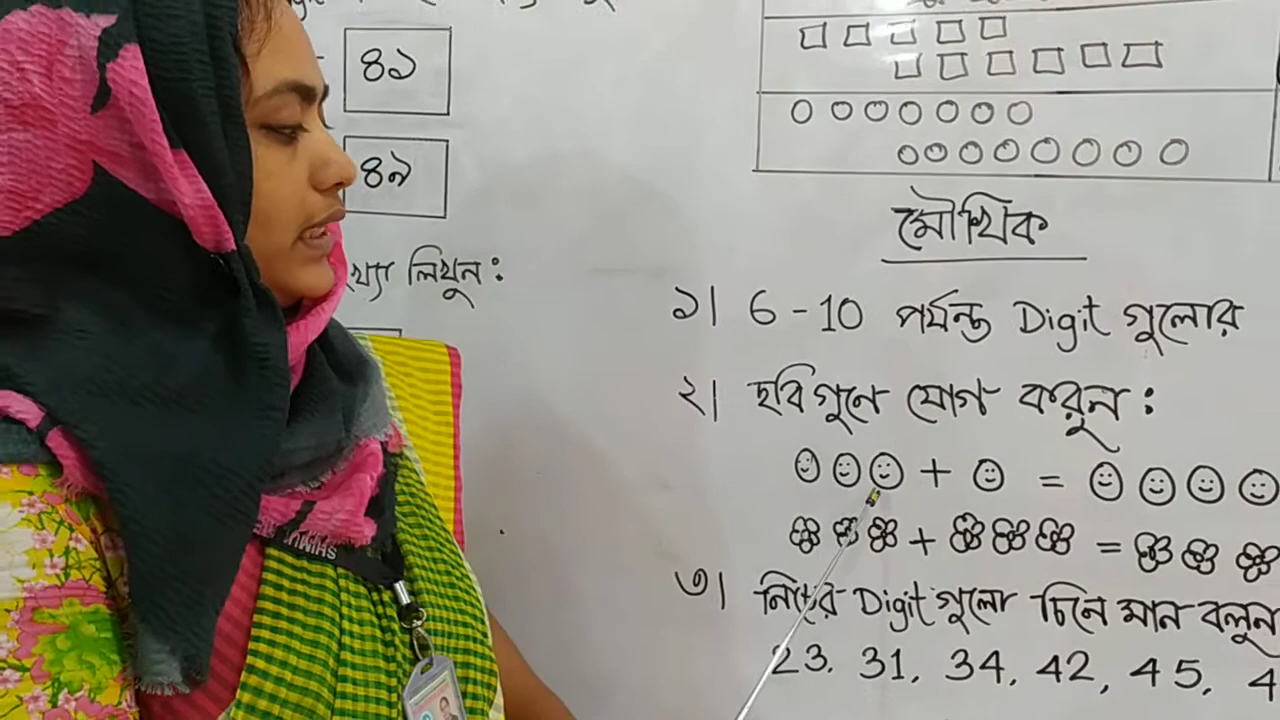 ৪১
৪৯
খ্যা লিখুন:
মৌখিক
১| 6 - 10 পর্যন্ত Digit গুলোর
২| ছবি গুনে যোগ করুন:
+ =
+ =
৩| নিচের Digit গুলো চিনে মান বলুন
23. 31, 34, 42, 45, 4